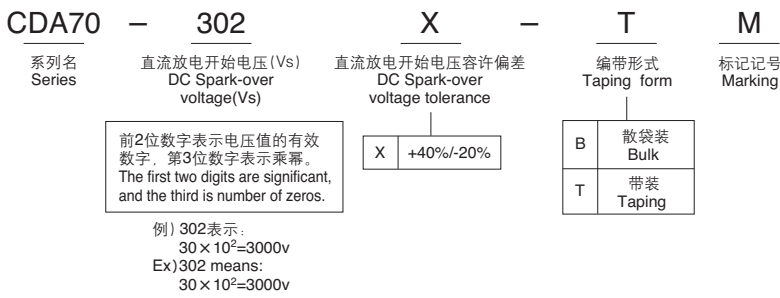 CDA70 – 302 X – T M
系列名 直流放电开始电压(Vs) 直流放电开始电压容许偏差 编带形式 标记记号
Series DC Spark-over DC Spark-over Taping form Marking
voltage(Vs) voltage tolerance
前2位数字表示电压值的有效
数字，第3位数字表示乘幂。
The first two digits are significant,
and the third is number of zeros.
X +40%/-20%
B 散袋装
Bulk
T 带装
Taping
例) 302表示:
30×10²=3000v
Ex)302 means:
30×10²=3000v